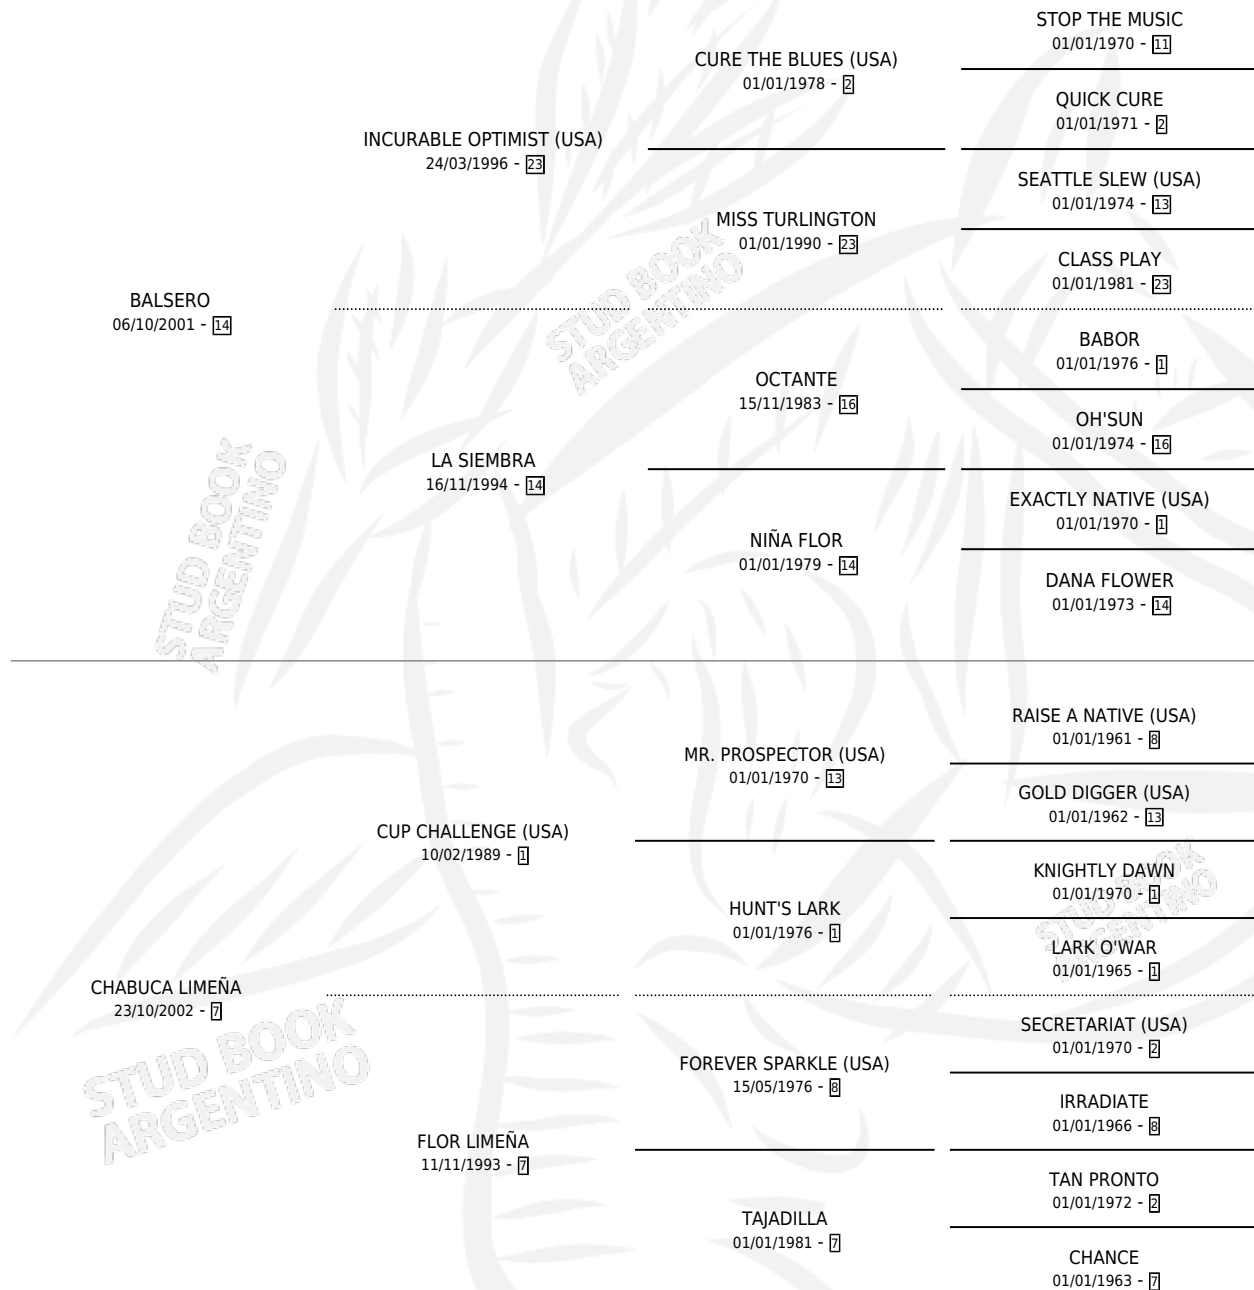 STOP THE MUSIC
01/01/1970 - 11
CURE THE BLUES (USA)
01/01/1978 - 2
QUICK CURE
01/01/1971 - 2
INCURABLE OPTIMIST (USA)
24/03/1996 - 23
SEATTLE SLEW (USA)
01/01/1974 - 13
MISS TURLINGTON
01/01/1990 - 23
CLASS PLAY
01/01/1981 - 23
BALSERO
06/10/2001 - 14
STUD BOOK
ARGENTINO
BABOR
01/01/1976 - 1
OCTANTE
15/11/1983 - 16
OH'SUN
01/01/1974 - 16
LA SIEMBRA
16/11/1994 - 14
EXACTLY NATIVE (USA)
01/01/1970 - 1
NIÑA FLOR
01/01/1979 - 14
DANA FLOWER
01/01/1973 - 14
STUD BOOK
ARGENTINO
RAISE A NATIVE (USA)
01/01/1961 - 8
MR. PROSPECTOR (USA)
01/01/1970 - 13
GOLD DIGGER (USA)
01/01/1962 - 13
CUP CHALLENGE (USA)
10/02/1989 - 1
KNIGHTLY DAWN
01/01/1970 - 1
STUD BOOK
ARGENTINO
HUNT'S LARK
01/01/1976 - 1
LARK O'WAR
01/01/1965 - 1
CHABUCA LIMEÑA
23/10/2002 - 7
STUD BOOK
ARGENTINO
SECRETARIAT (USA)
01/01/1970 - 2
FOREVER SPARKLE (USA)
15/05/1976 - 8
IRRADIATE
01/01/1966 - 8
FLOR LIMEÑA
11/11/1993 - 7
TAN PRONTO
01/01/1972 - 2
TAJADILLA
01/01/1981 - 7
CHANCE
01/01/1963 - 7